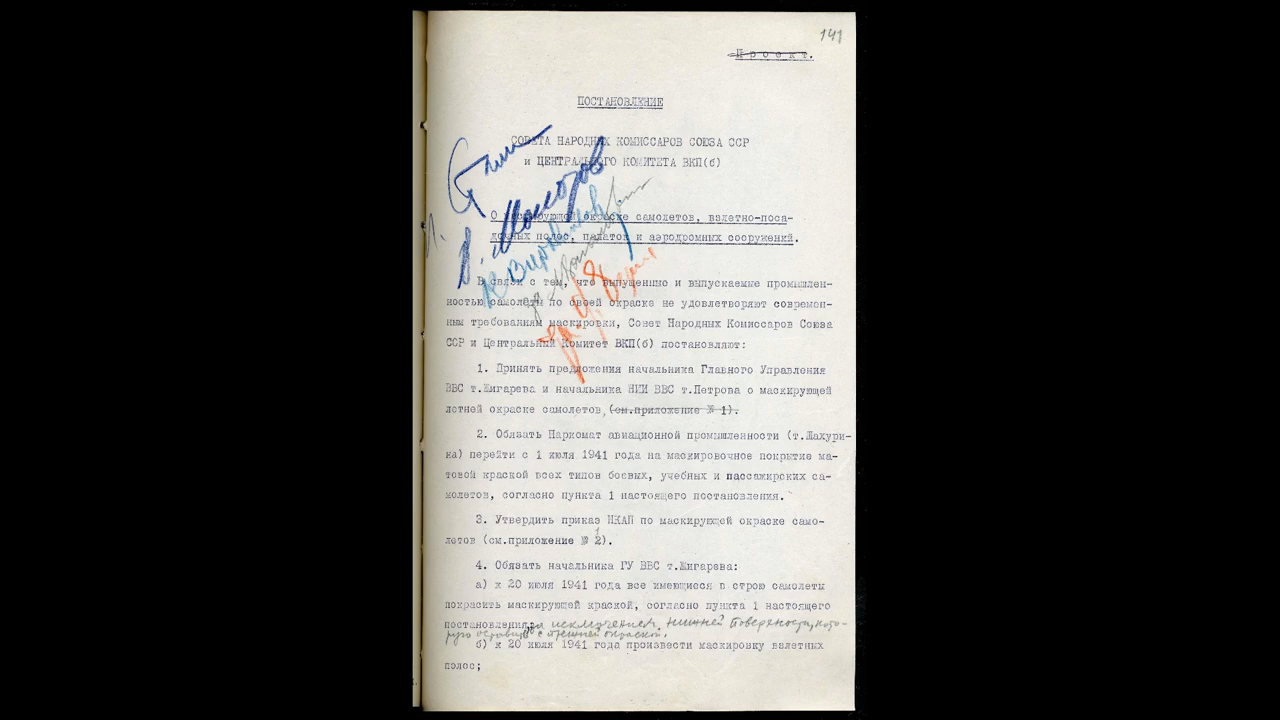 141
Проект.
ПОСТАНОВЛЕНИЕ
СОВЕТА НАРОДНЫХ КОМИССАРОВ СОЮЗА ССР
и ЦЕНТРАЛЬНОГО КОМИТЕТА ВКП(б)
О маскирующей окраске самолетов, взлетно-поса-
дочных полос, палаток и аэродромных сооружений.
В связи с тем, что выпущенные и выпускаемые промышлен-
ностью самолеты по своей окраске не удовлетворяют современ-
ным требованиям маскировки, Совет Народных Комиссаров Союза
ССР и Центральный Комитет ВКП(б) постановляют:
1. Принять предложения начальника Главного Управления
ВВС т.Жигарева и начальника НИИ ВВС т.Петрова о маскирующей
летней окраске самолетов (см.приложение № 1).
2. Обязать Наркомат авиационной промышленности (т.Шахури-
на) перейти с 1 июля 1941 года на маскировочное покрытие ма-
товой краской всех типов боевых, учебных и пассажирских са-
молетов, согласно пункта 1 настоящего постановления.
3. Утвердить приказ НКАП по маскирующей окраске само-
летов (см.приложение № 2).
4. Обязать начальника ГУ ВВС т.Жигарева:
а) к 20 июля 1941 года все имеющиеся в строю самолеты
покрасить маскирующей краской, согласно пункта 1 настоящего
постановления, за исключением нижней поверхности, кото-
рую оставить с прежней окраской.
б) к 20 июля 1941 года произвести маскировку взлетных
полос;
И. Сталин
В. Молотов
К Ворошилов